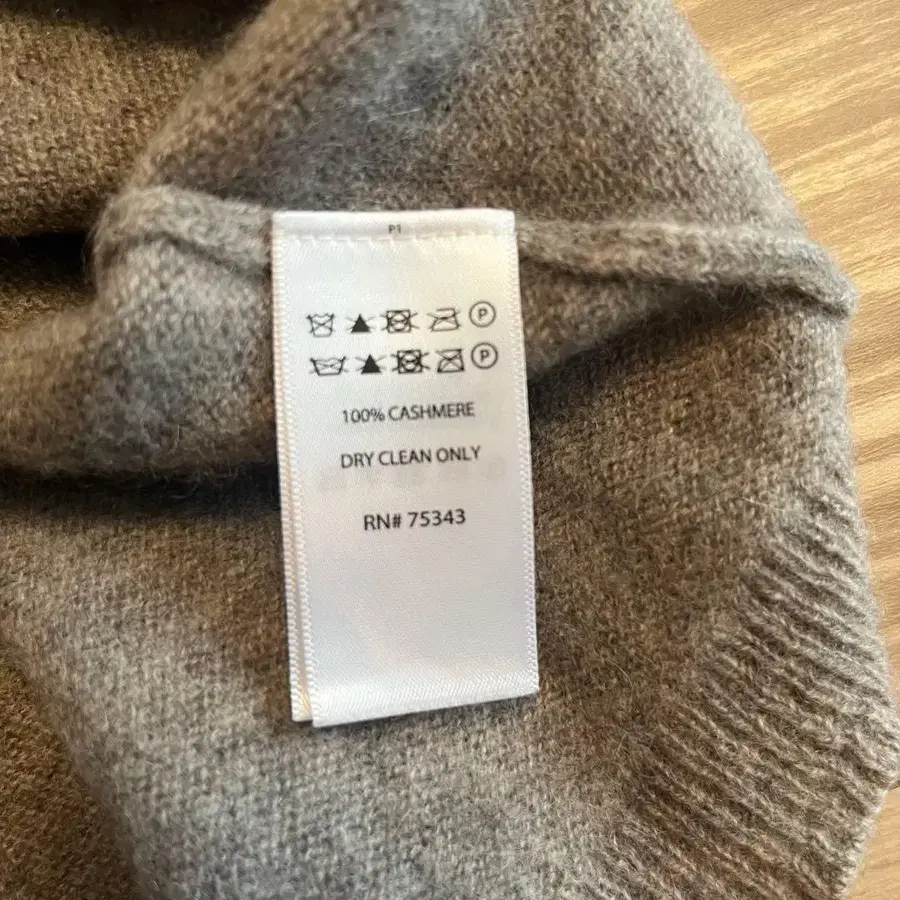 P1
P
P
100% CASHMERE
DRY CLEAN ONLY
RN# 75343